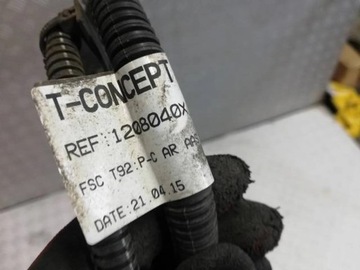 T-CONCEPT
REF:1208040X
FSC T92:P-C AR
DATE:21.04.15